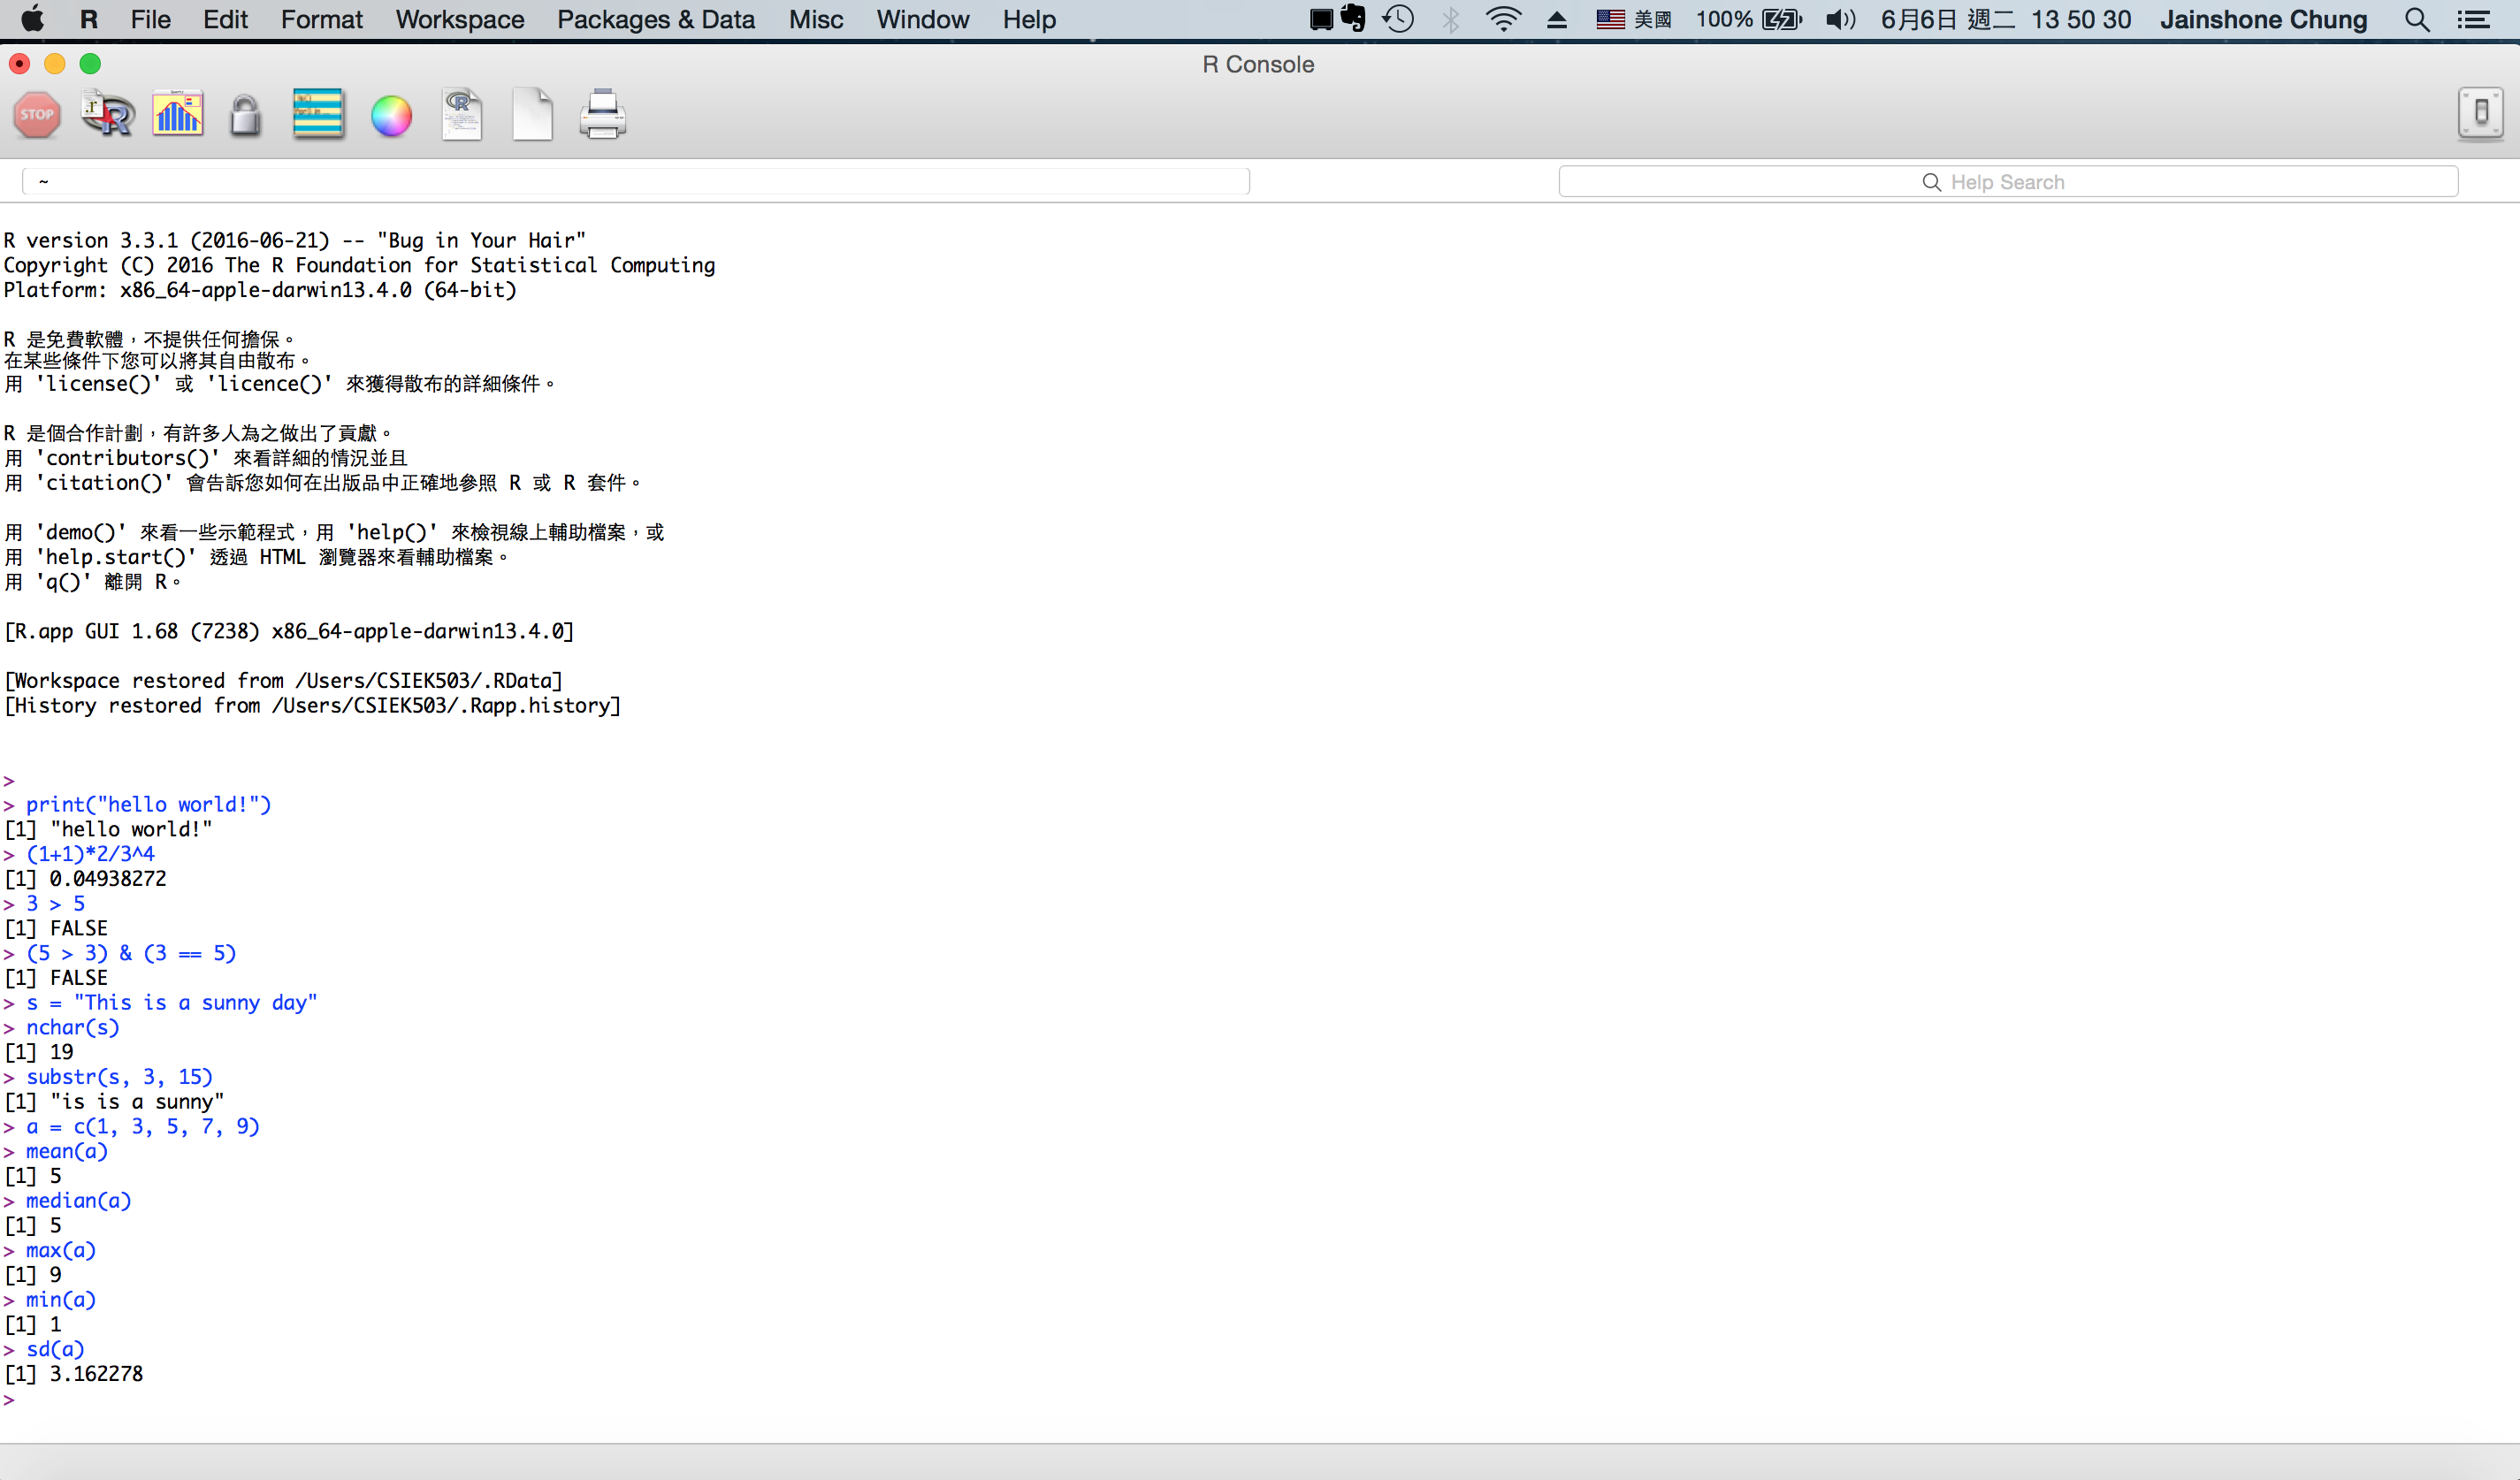 R File Edit Format Workspace Packages & Data Misc Window Help 美國 100% 6月6日 週二 13 50 30 Jainshone Chung
R Console
STOP
~ Help Search
R version 3.3.1 (2016-06-21) -- "Bug in Your Hair"
Copyright (C) 2016 The R Foundation for Statistical Computing
Platform: x86_64-apple-darwin13.4.0 (64-bit)
R 是免費軟體，不提供任何擔保。
在某些條件下您可以將其自由散布。
用 'license()' 或 'licence()' 來獲得散布的詳細條件。
R 是個合作計劃，有許多人為之做出了貢獻。
用 'contributors()' 來看詳細的情況並且
用 'citation()' 會告訴您如何在出版品中正確地參照 R 或 R 套件。
用 'demo()' 來看一些示範程式，用 'help()' 來檢視線上輔助檔案，或
用 'help.start()' 透過 HTML 瀏覽器來看輔助檔案。
用 'q()' 離開 R。
[R.app GUI 1.68 (7238) x86_64-apple-darwin13.4.0]
[Workspace restored from /Users/CSIEK503/.RData]
[History restored from /Users/CSIEK503/.Rapp.history]
>
> print("hello world!")
[1] "hello world!"
> (1+1)*2/3^4
[1] 0.04938272
> 3 > 5
[1] FALSE
> (5 > 3) & (3 == 5)
[1] FALSE
> s = "This is a sunny day"
> nchar(s)
[1] 19
> substr(s, 3, 15)
[1] "is is a sunny"
> a = c(1, 3, 5, 7, 9)
> mean(a)
[1] 5
> median(a)
[1] 5
> max(a)
[1] 9
> min(a)
[1] 1
> sd(a)
[1] 3.162278
>